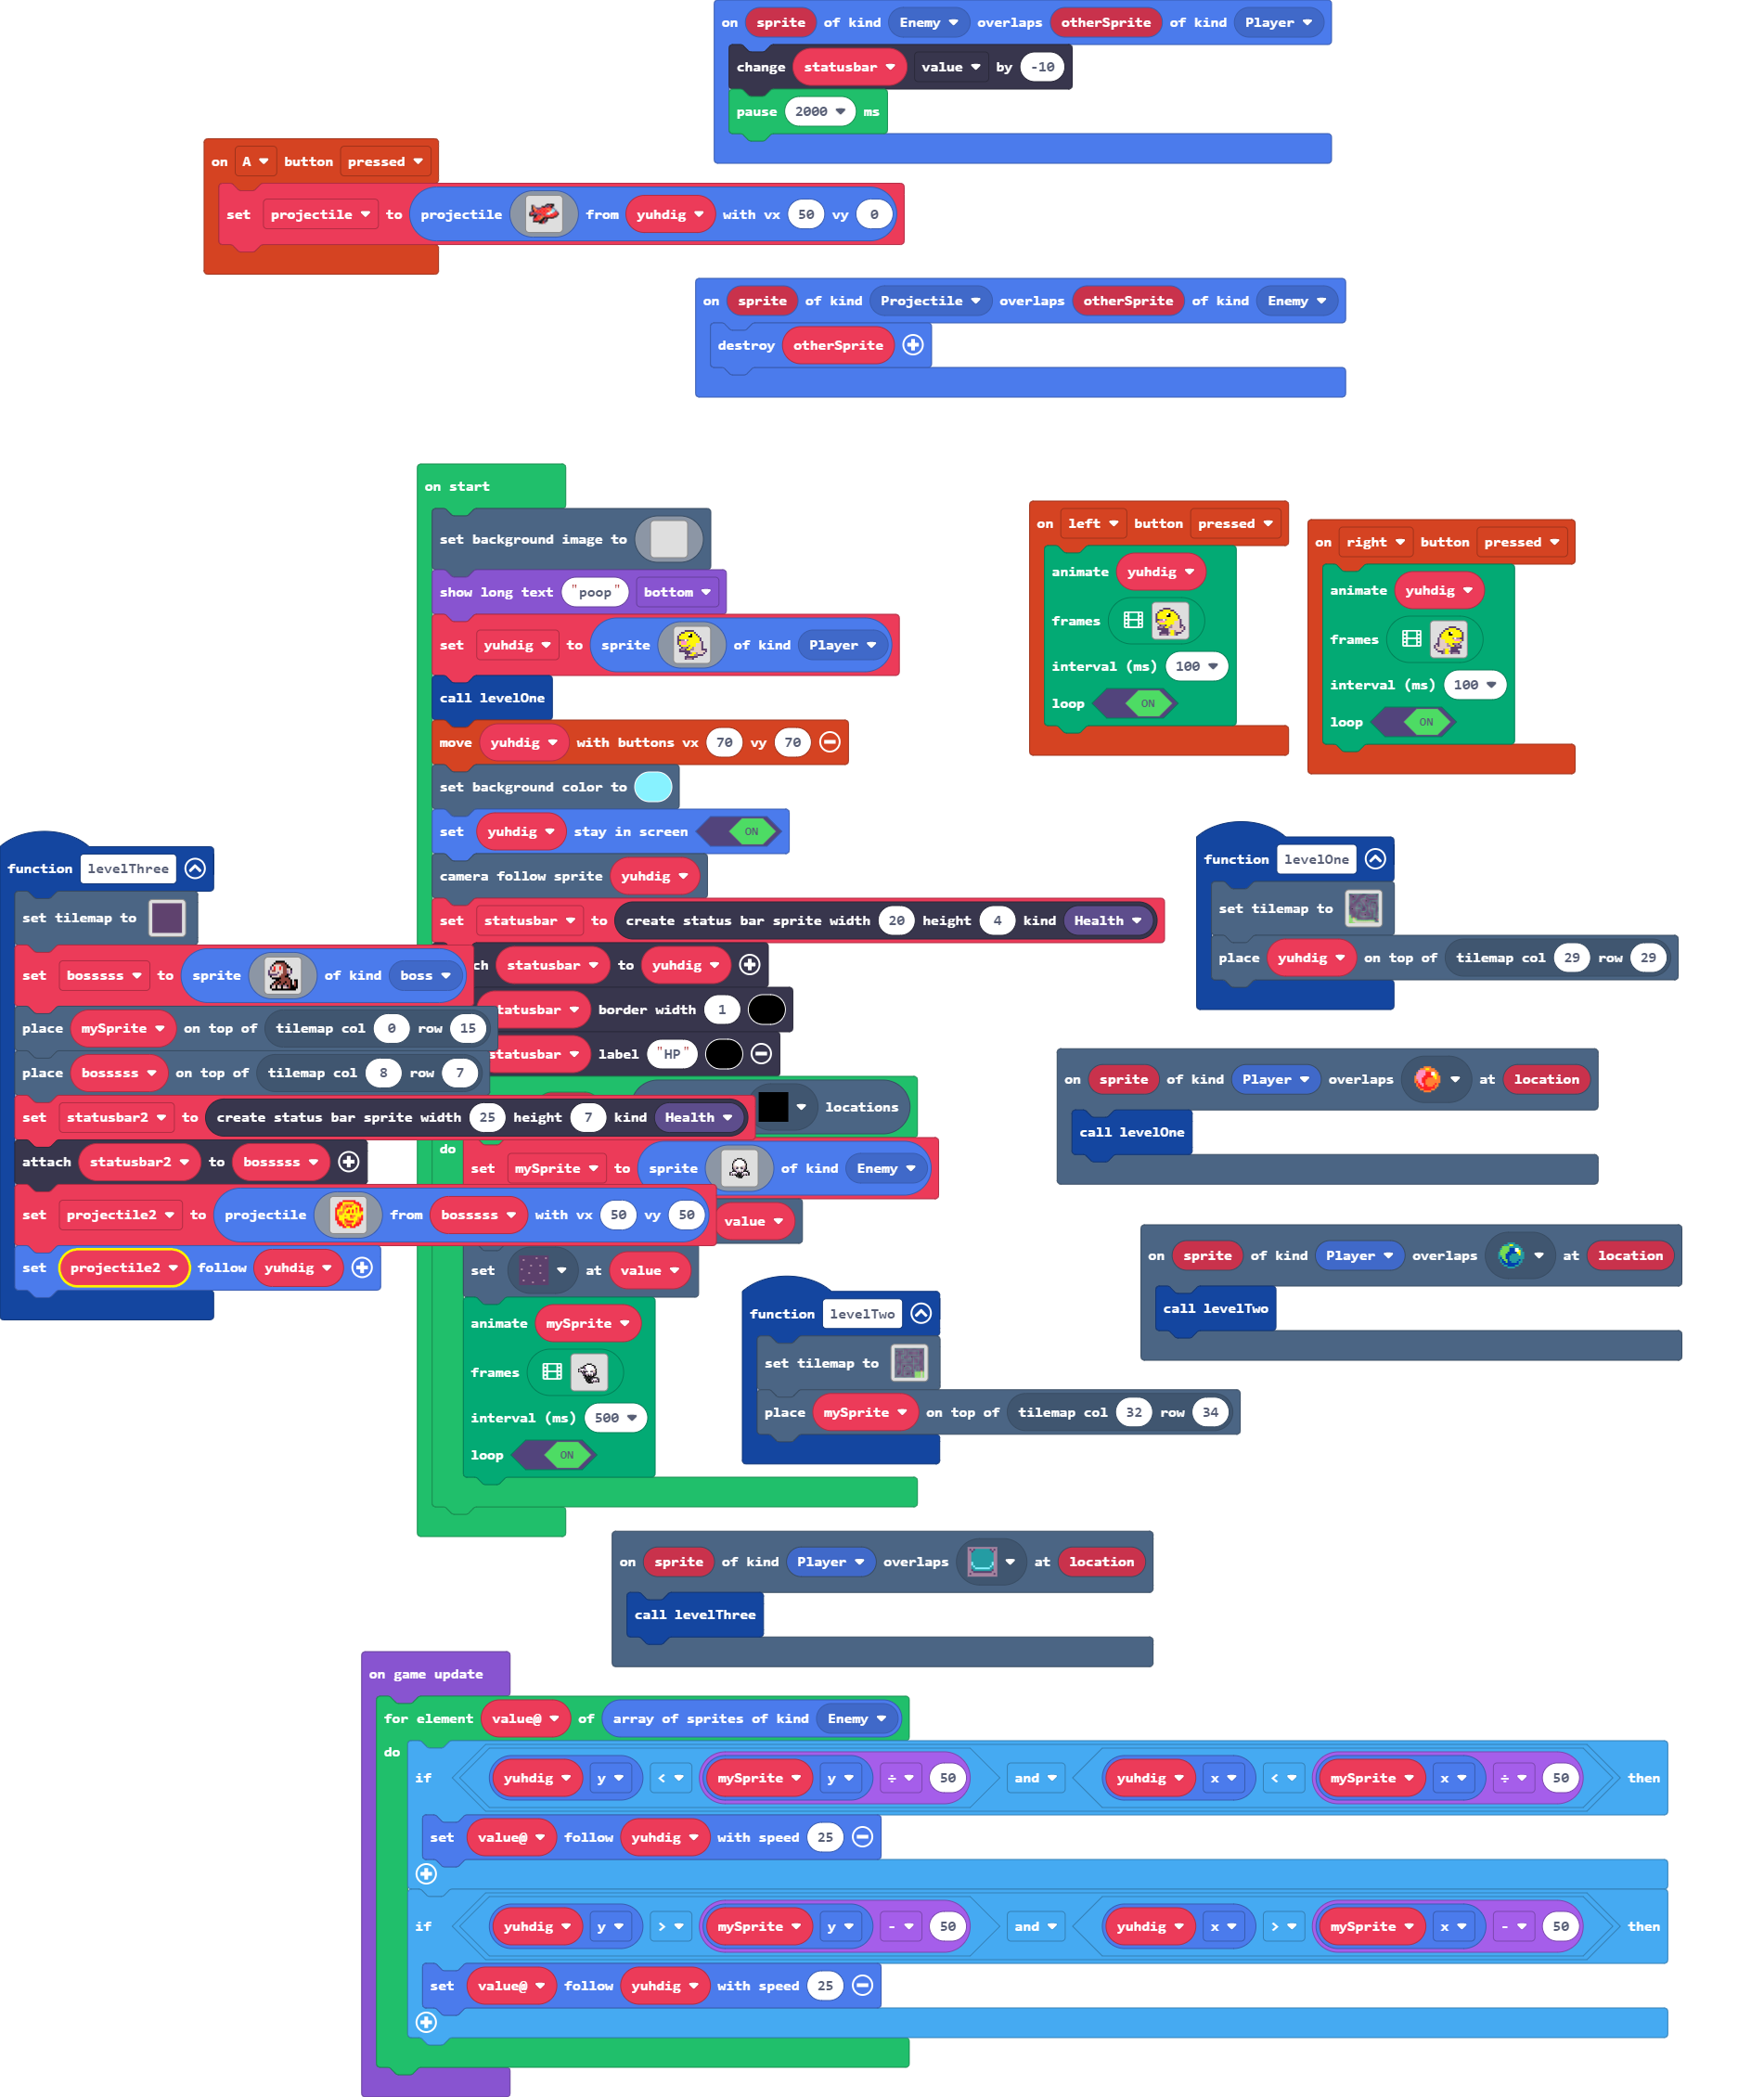 on sprite of kind Enemy overlaps otherSprite of kind Player
change statusbar value by -10
pause 2000 ms
on A button pressed
set projectile to projectile from yuhdig with vx 50 vy 0
on sprite of kind Projectile overlaps otherSprite of kind Enemy
destroy otherSprite
on start
set background image to
show long text "poop" bottom
set yuhdig to sprite of kind Player
call levelOne
move yuhdig with buttons vx 70 vy 70
set background color to
set yuhdig stay in screen ON
camera follow sprite yuhdig
set statusbar to create status bar sprite width 20 height 4 kind Health
ch statusbar to yuhdig
tatusbar border width 1
statusbar label "HP"
locations
do
set mySprite to sprite of kind Enemy
value
set at value
animate mySprite
frames
interval (ms) 500
loop ON
on left button pressed
animate yuhdig
frames
interval (ms) 100
loop ON
on right button pressed
animate yuhdig
frames
interval (ms) 100
loop ON
function levelThree
set tilemap to
set bosssss to sprite of kind boss
place mySprite on top of tilemap col 0 row 15
place bosssss on top of tilemap col 8 row 7
set statusbar2 to create status bar sprite width 25 height 7 kind Health
attach statusbar2 to bosssss
set projectile2 to projectile from bosssss with vx 50 vy 50
set projectile2 follow yuhdig
function levelOne
set tilemap to
place yuhdig on top of tilemap col 29 row 29
on sprite of kind Player overlaps at location
call levelOne
on sprite of kind Player overlaps at location
call levelTwo
function levelTwo
set tilemap to
place mySprite on top of tilemap col 32 row 34
on sprite of kind Player overlaps at location
call levelThree
on game update
for element value@ of array of sprites of kind Enemy
do
if yuhdig y < mySprite y ÷ 50 and yuhdig x < mySprite x ÷ 50 then
set value@ follow yuhdig with speed 25
if yuhdig y > mySprite y - 50 and yuhdig x > mySprite x - 50 then
set value@ follow yuhdig with speed 25